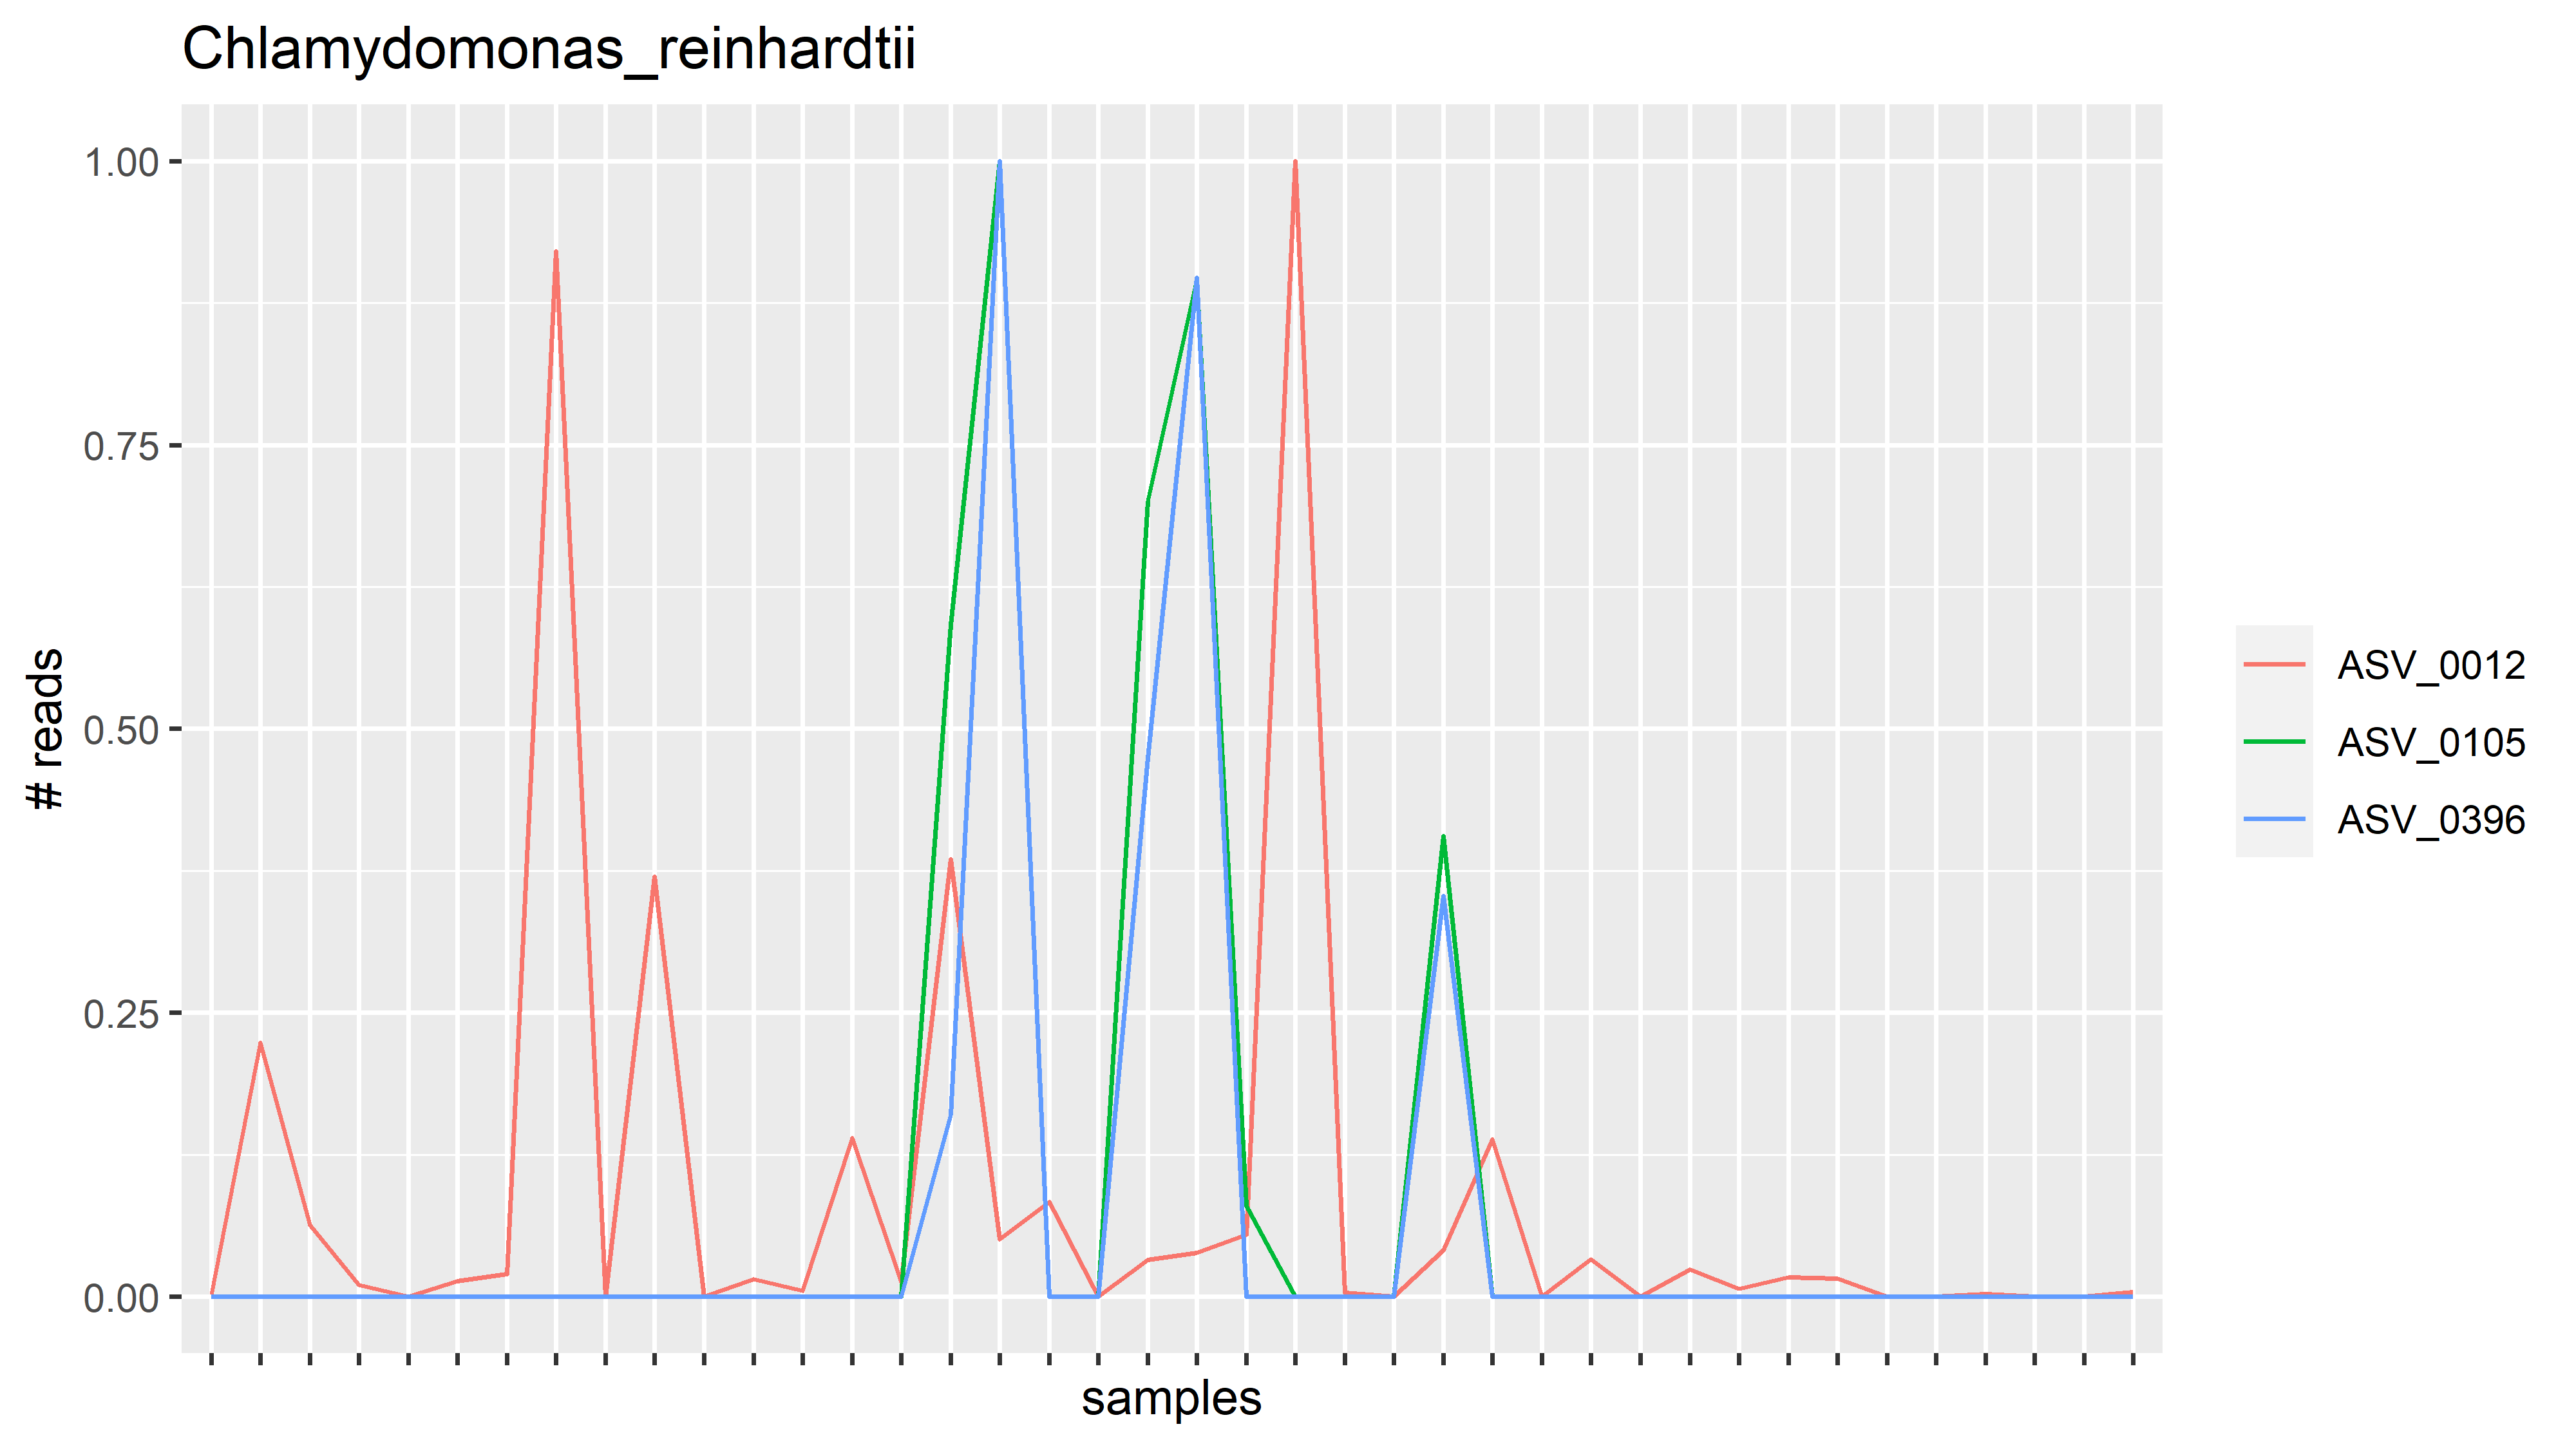 Chlamydomonas_reinhardtii
1.00
0.75
0.50
0.25
0.00
# reads
samples
ASV_0012
ASV_0105
ASV_0396